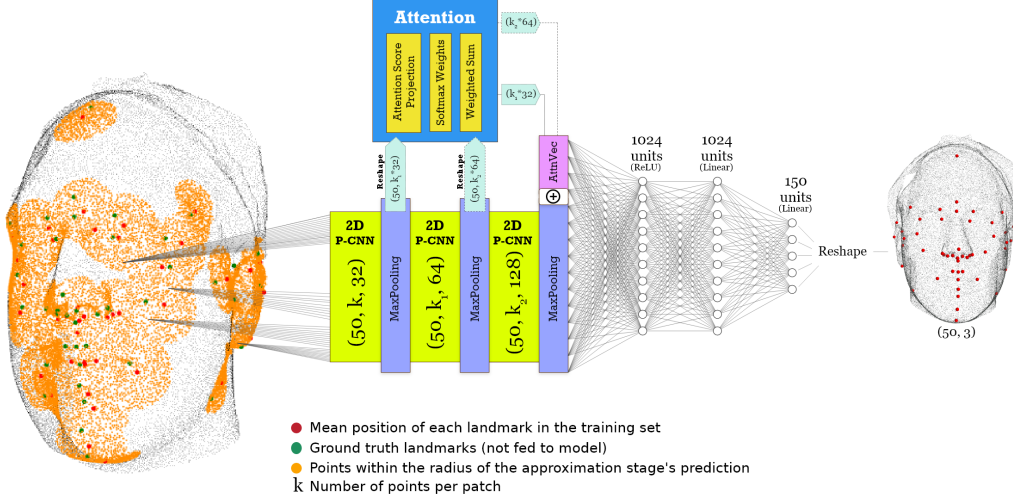 Attention
Attention Score
Projection
Softmax Weights
Weighted Sum
(k₂*64)
(k₁*32)
Reshape
(50, k₁*32)
Reshape
(50, k₂*64)
AttnVec
2D
P-CNN
(50, k, 32)
MaxPooling
2D
P-CNN
(50, k₁, 64)
MaxPooling
2D
P-CNN
(50, k₂, 128)
MaxPooling
1024
units
(ReLU)
1024
units
(Linear)
150
units
(Linear)
Reshape
(50, 3)
Mean position of each landmark in the training set
Ground truth landmarks (not fed to model)
Points within the radius of the approximation stage's prediction
k Number of points per patch